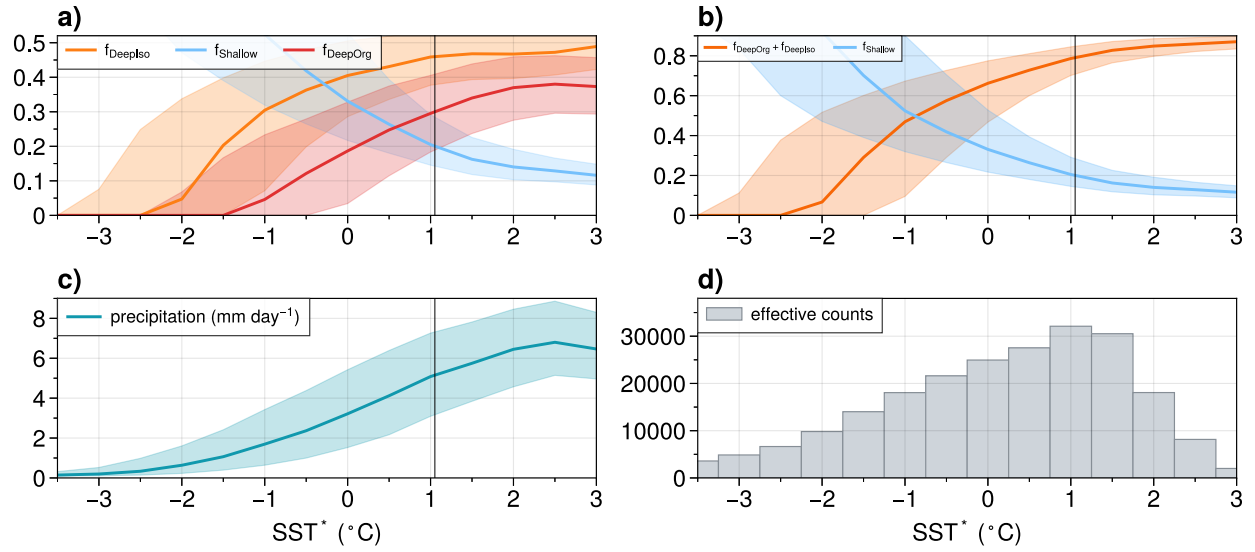 a)
f_DeepIso f_Shallow f_DeepOrg
0.5
0.4
0.3
0.2
0.1
0
−3 −2 −1 0 1 2 3
b)
f_DeepOrg + f_DeepIso f_Shallow
0.8
0.6
0.4
0.2
0
−3 −2 −1 0 1 2 3
c)
precipitation (mm day⁻¹)
8
6
4
2
0
−3 −2 −1 0 1 2 3
SST* (°C)
d)
effective counts
30000
20000
10000
0
−3 −2 −1 0 1 2 3
SST* (°C)